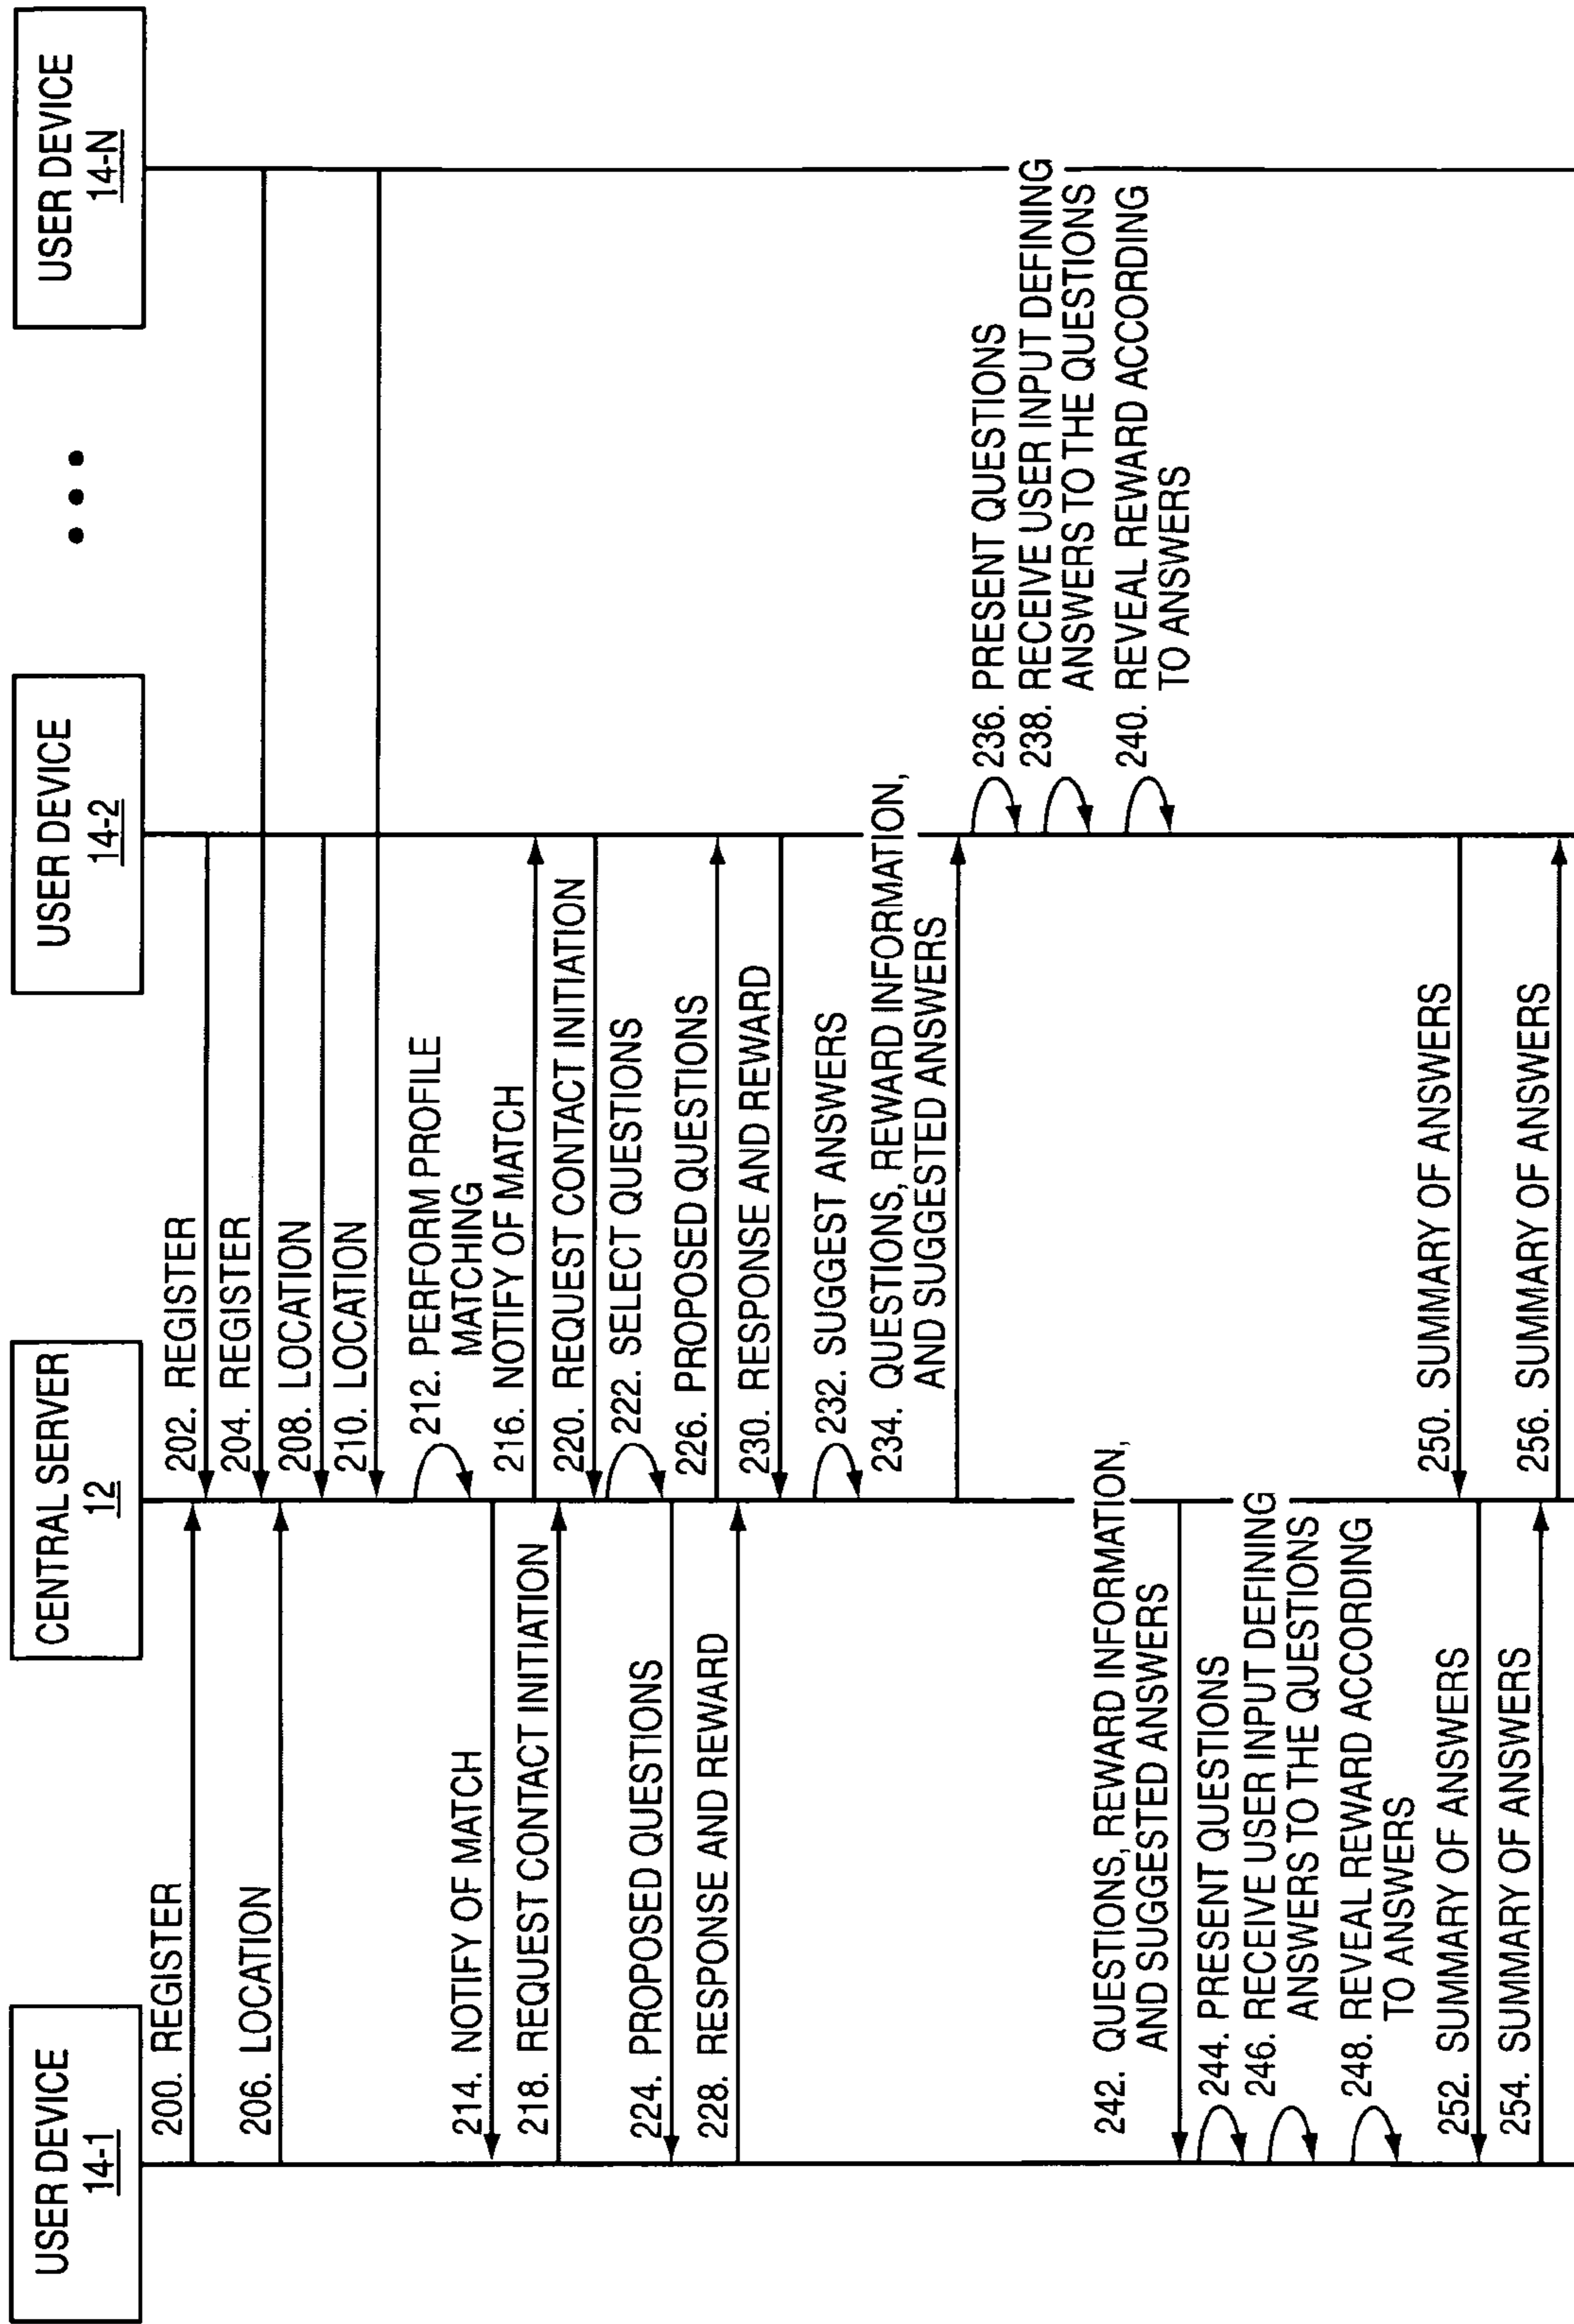 USER DEVICE
14-1
CENTRAL SERVER
12
USER DEVICE
14-2
• • •
USER DEVICE
14-N
200. REGISTER
202. REGISTER
204. REGISTER
206. LOCATION
208. LOCATION
210. LOCATION
212. PERFORM PROFILE
MATCHING
214. NOTIFY OF MATCH
216. NOTIFY OF MATCH
218. REQUEST CONTACT INITIATION
220. REQUEST CONTACT INITIATION
222. SELECT QUESTIONS
224. PROPOSED QUESTIONS
226. PROPOSED QUESTIONS
228. RESPONSE AND REWARD
230. RESPONSE AND REWARD
232. SUGGEST ANSWERS
234. QUESTIONS, REWARD INFORMATION,
AND SUGGESTED ANSWERS
236. PRESENT QUESTIONS
238. RECEIVE USER INPUT DEFINING
ANSWERS TO THE QUESTIONS
240. REVEAL REWARD ACCORDING
TO ANSWERS
242. QUESTIONS, REWARD INFORMATION,
AND SUGGESTED ANSWERS
244. PRESENT QUESTIONS
246. RECEIVE USER INPUT DEFINING
ANSWERS TO THE QUESTIONS
248. REVEAL REWARD ACCORDING
TO ANSWERS
250. SUMMARY OF ANSWERS
252. SUMMARY OF ANSWERS
254. SUMMARY OF ANSWERS
256. SUMMARY OF ANSWERS